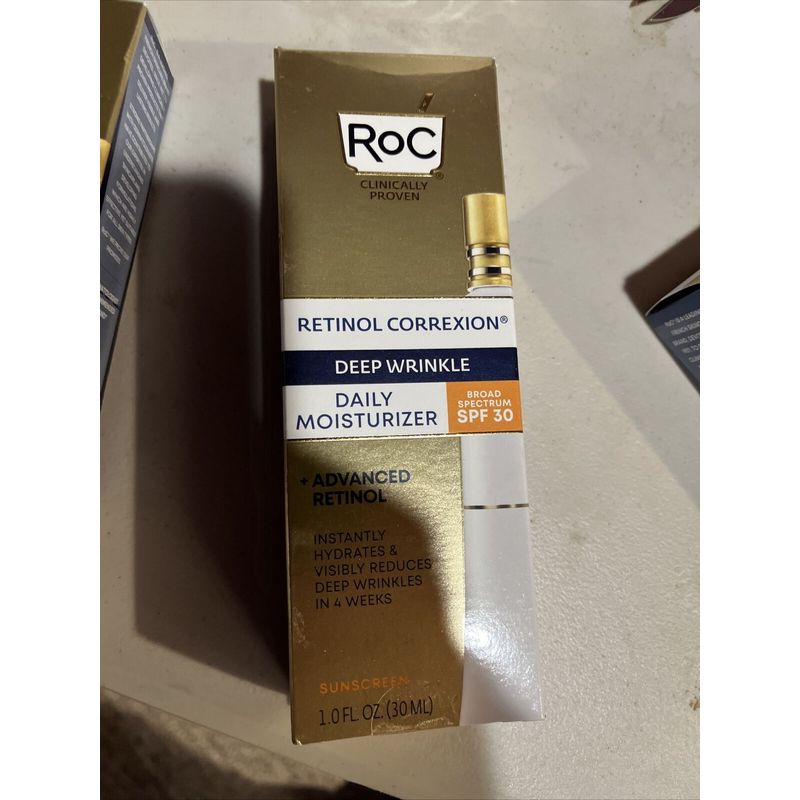 RoC®
CLINICALLY
PROVEN
RETINOL CORREXION®
DEEP WRINKLE
DAILY
MOISTURIZER
BROAD
SPECTRUM
SPF 30
+ ADVANCED
RETINOL
INSTANTLY
HYDRATES &
VISIBLY REDUCES
DEEP WRINKLES
IN 4 WEEKS
SUNSCREEN
1.0 FL. OZ. (30 ML)